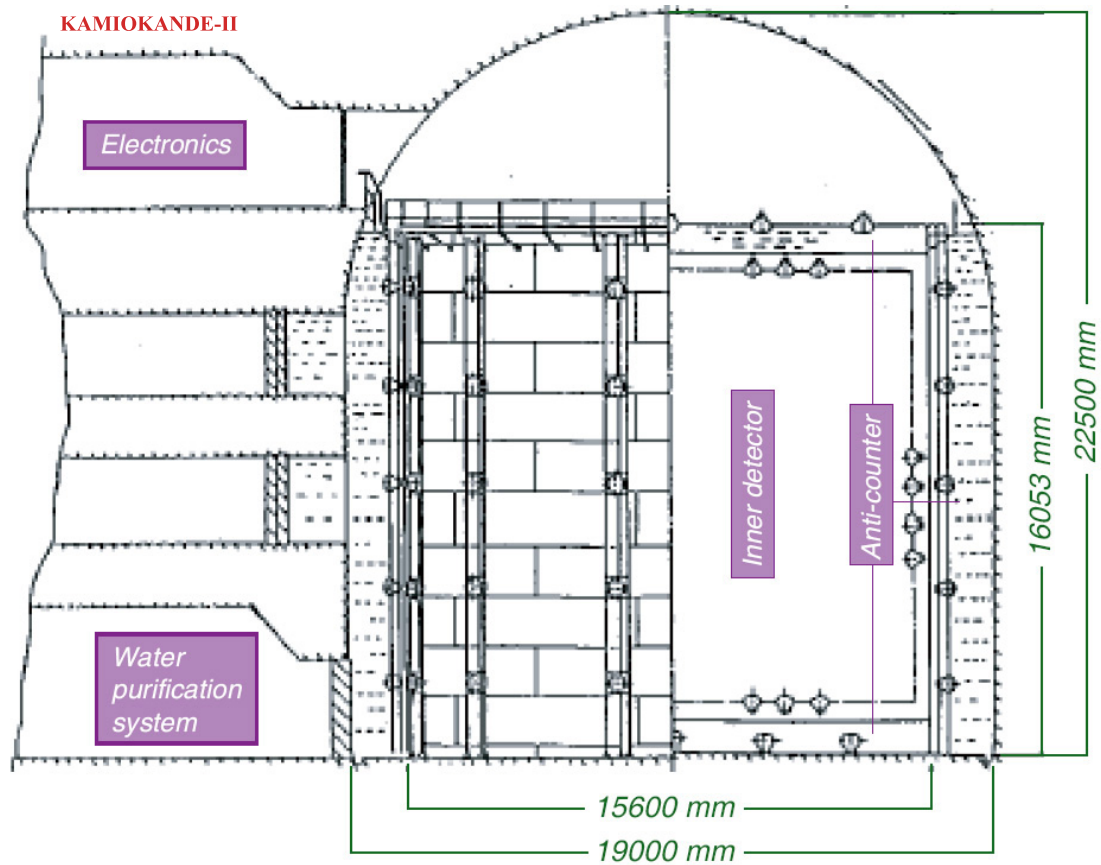 KAMIOKANDE-II
Electronics
Inner detector
Anti-counter
16053 mm
22500 mm
Water
purification
system
15600 mm
19000 mm